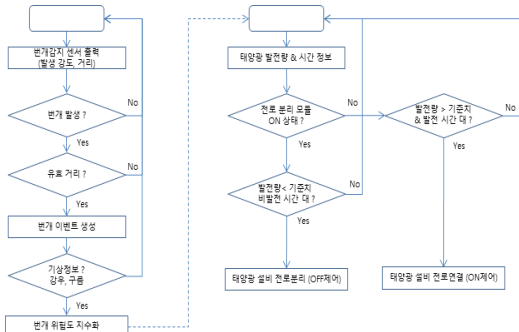 번개감지 센서 출력
(발생 강도, 거리)
번개 발생 ?
No
Yes
유효 거리 ?
No
Yes
번개 이벤트 생성
기상정보 ?
강우, 구름
Yes
번개 위험도 지수화
태양광 발전량 & 시간 정보
전로 분리 모듈
ON 상태 ?
No
Yes
발전량< 기준치
비발전 시간 대 ?
No
Yes
태양광 설비 전로분리 (OFF제어)
발전량 > 기준치
& 발전 시간 대 ?
No
Yes
태양광 설비 전로연결 (ON제어)